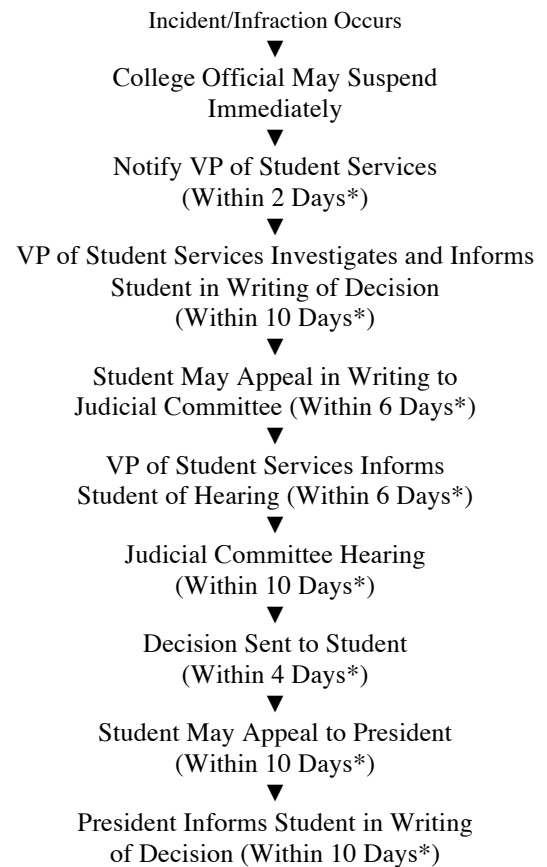 Incident/Infraction Occurs
▼
College Official May Suspend
Immediately
▼
Notify VP of Student Services
(Within 2 Days*)
▼
VP of Student Services Investigates and Informs
Student in Writing of Decision
(Within 10 Days*)
▼
Student May Appeal in Writing to
Judicial Committee (Within 6 Days*)
▼
VP of Student Services Informs
Student of Hearing (Within 6 Days*)
▼
Judicial Committee Hearing
(Within 10 Days*)
▼
Decision Sent to Student
(Within 4 Days*)
▼
Student May Appeal to President
(Within 10 Days*)
▼
President Informs Student in Writing
of Decision (Within 10 Days*)